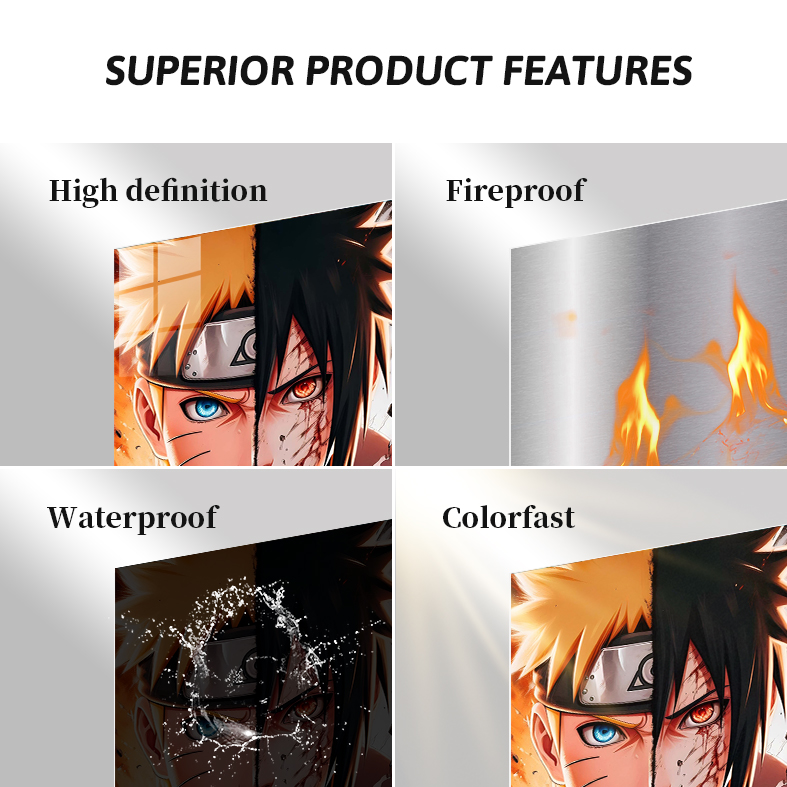 SUPERIOR PRODUCT FEATURES
High definition
Fireproof
Waterproof
Colorfast